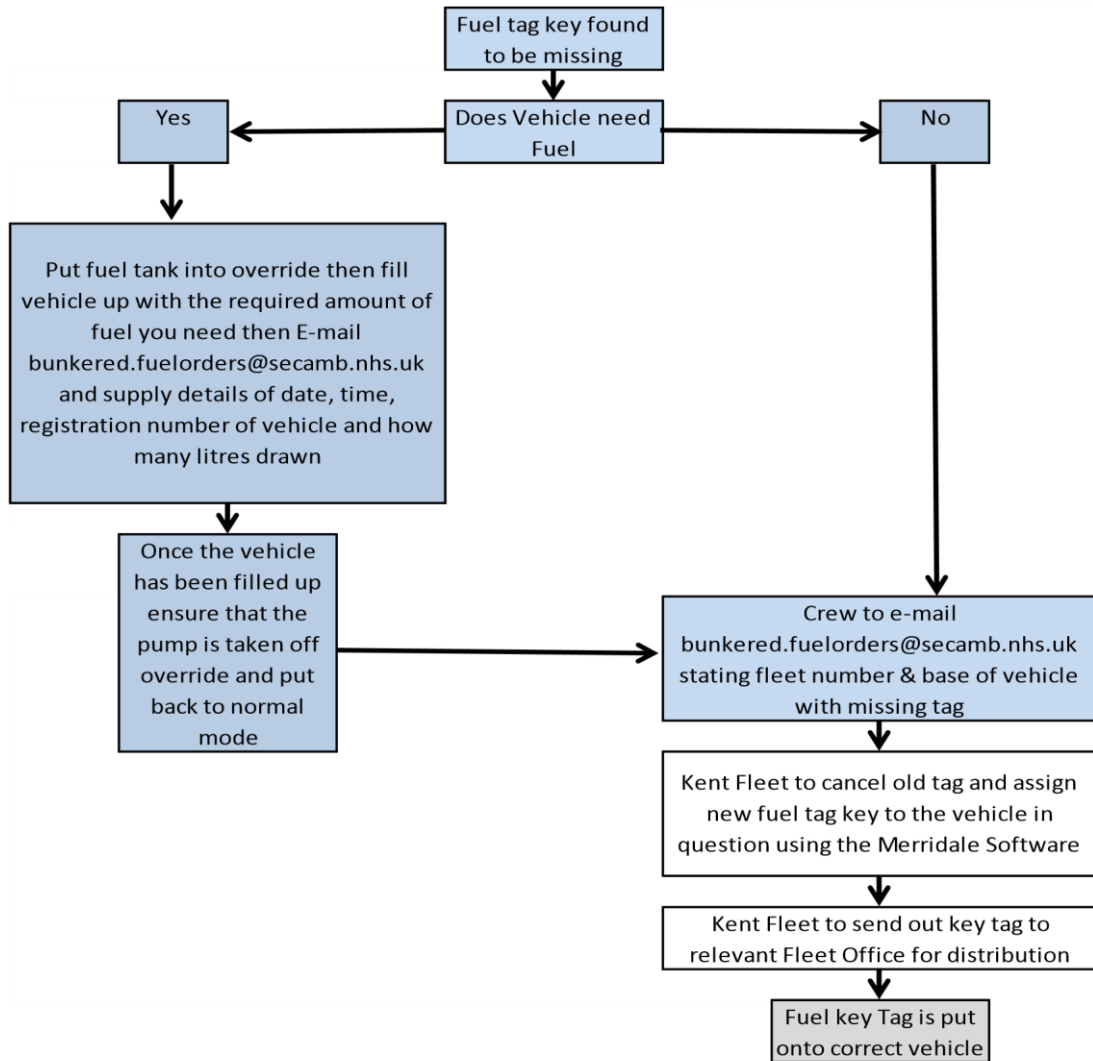 Fuel tag key found
to be missing
Does Vehicle need
Fuel
Yes
No
Put fuel tank into override then fill
vehicle up with the required amount of
fuel you need then E-mail
bunkered.fuelorders@secamb.nhs.uk
and supply details of date, time,
registration number of vehicle and how
many litres drawn
Once the vehicle
has been filled up
ensure that the
pump is taken off
override and put
back to normal
mode
Crew to e-mail
bunkered.fuelorders@secamb.nhs.uk
stating fleet number & base of vehicle
with missing tag
Kent Fleet to cancel old tag and assign
new fuel tag key to the vehicle in
question using the Merridale Software
Kent Fleet to send out key tag to
relevant Fleet Office for distribution
Fuel key Tag is put
onto correct vehicle